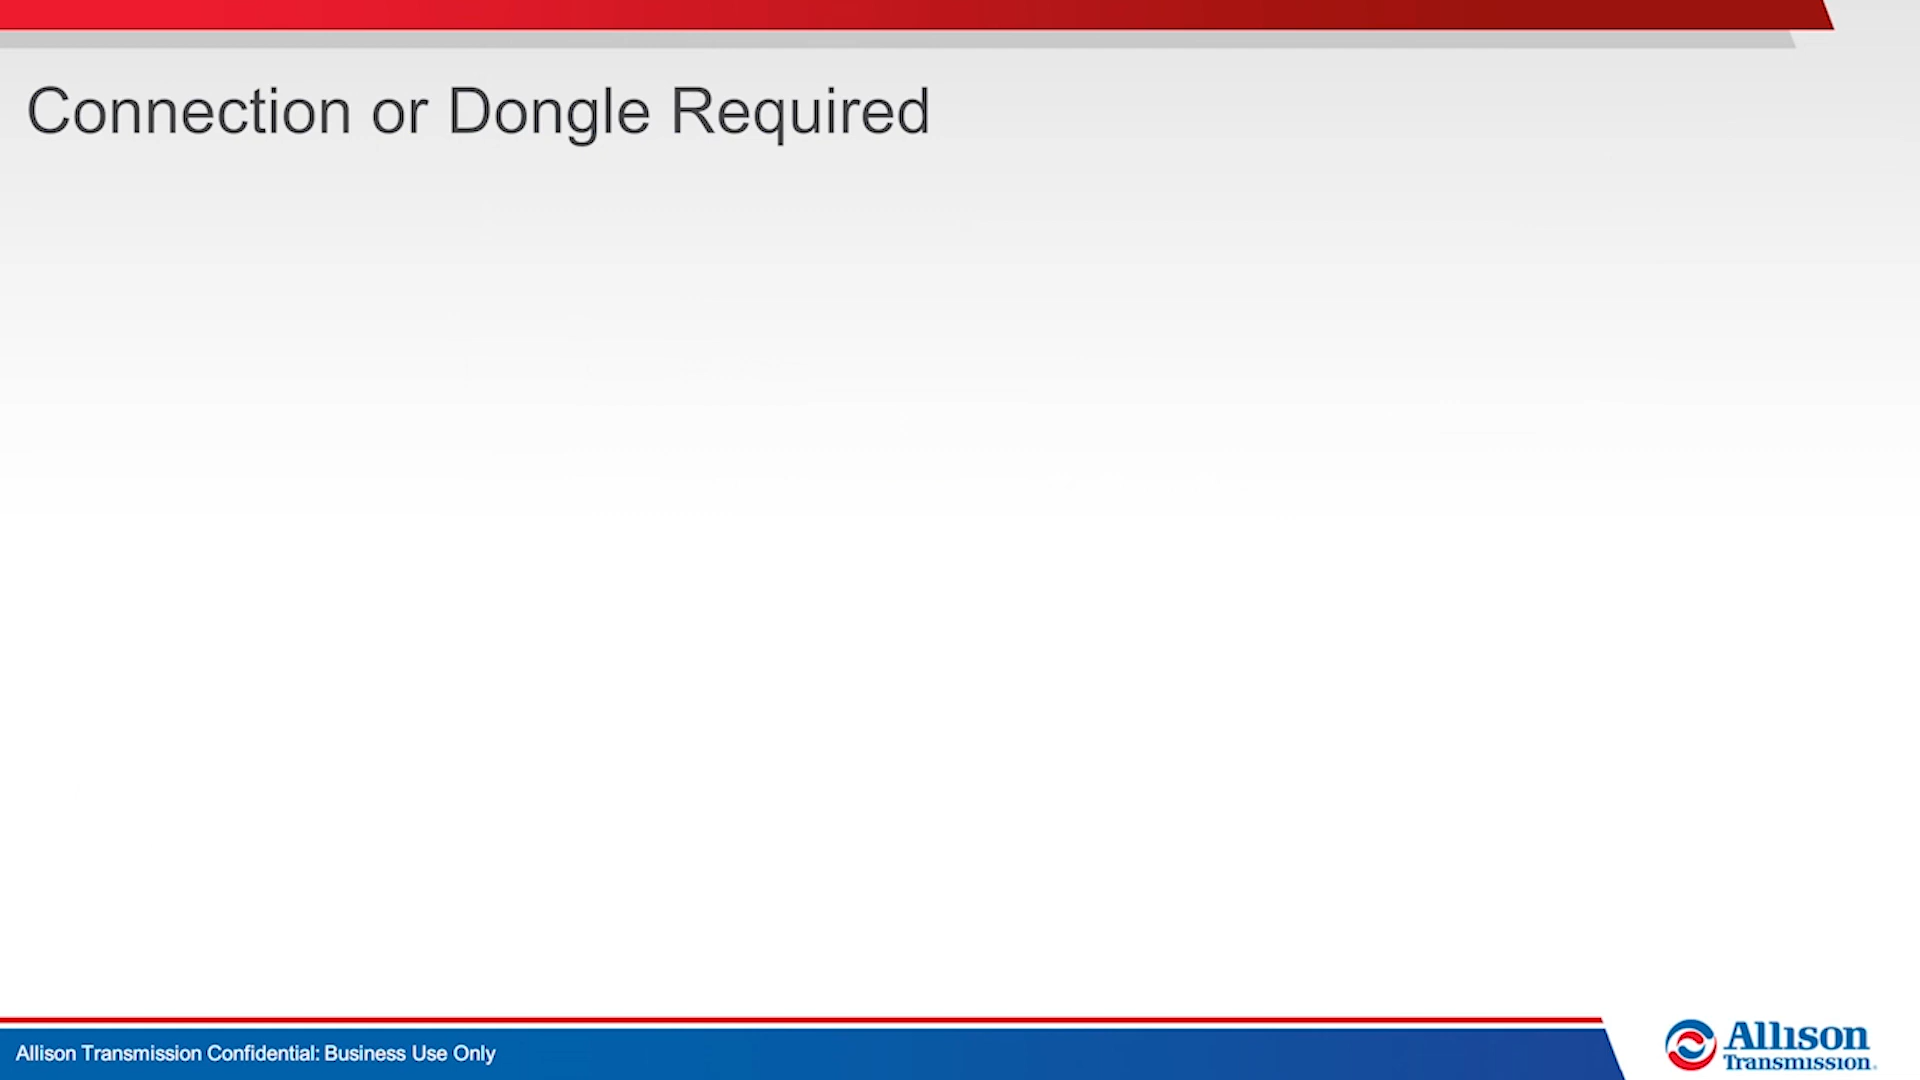 Connection or Dongle Required
Allison Transmission Confidential: Business Use Only
Allison
Transmission.